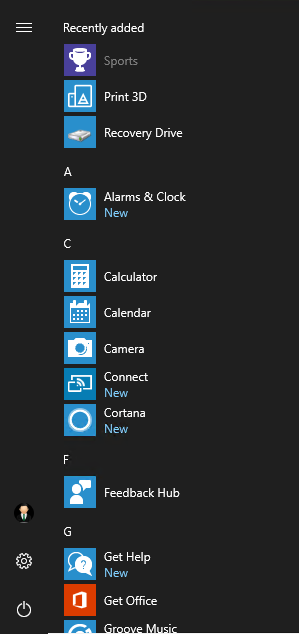 Recently added
Sports
Print 3D
Recovery Drive
A
Alarms & Clock
New
C
Calculator
Calendar
Camera
Connect
New
Cortana
New
F
Feedback Hub
G
Get Help
New
Get Office
Groove Music